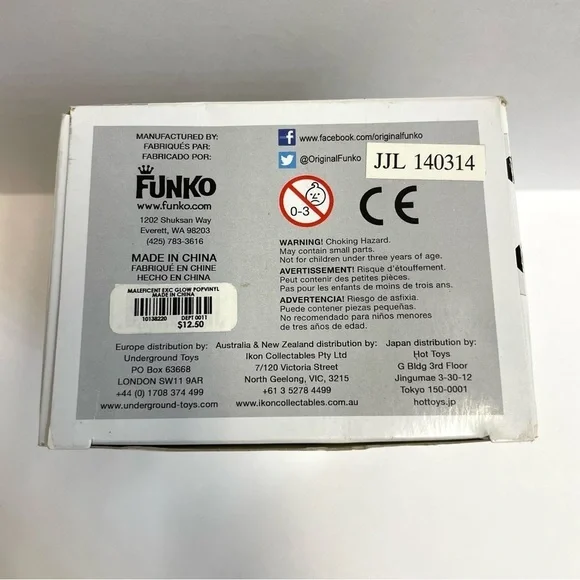 MANUFACTURED BY:
FABRIQUÉS PAR:
FABRICADO POR:
FUNKO
www.funko.com
1202 Shuksan Way
Everett, WA 98203
(425) 783-3616
MADE IN CHINA
FABRIQUÉ EN CHINE
HECHO EN CHINA
MALEFICENT EXC GLOW POPVINYL
MADE IN CHINA
10138220 DEPT 0011
$12.50
f www.facebook.com/originalfunko
@OriginalFunko
JJL 140314
0-3
CE
WARNING! Choking Hazard.
May contain small parts.
Not for children under three years of age.
AVERTISSEMENT! Risque d'étouffement.
Peut contenir des petites pièces.
Pas pour les enfants de moins de trois ans.
ADVERTENCIA! Riesgo de asfixia.
Puede contener piezas pequeñas.
No recomendado para niños menores
de tres años de edad.
Europe distribution by:
Underground Toys
PO Box 63668
LONDON SW11 9AR
+44 (0) 1708 374 499
www.underground-toys.com
Australia & New Zealand distribution by:
Ikon Collectables Pty Ltd
7/120 Victoria Street
North Geelong, VIC, 3215
+61 3 5278 4499
www.ikoncollectables.com.au
Japan distribution by:
Hot Toys
G Bldg 3rd Floor
Jingumae 3-30-12
Tokyo 150-0001
hottoys.jp